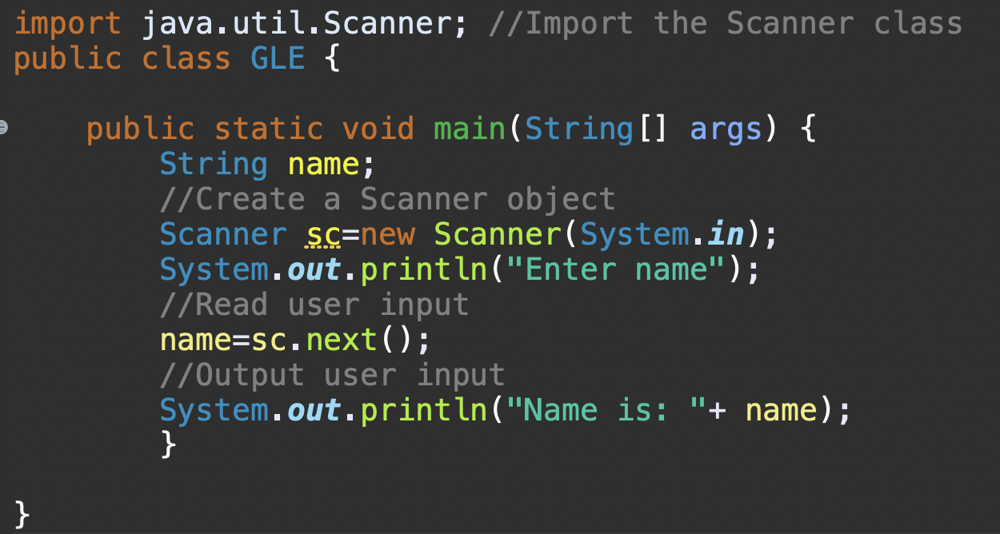 import java.util.Scanner; //Import the Scanner class
public class GLE {
public static void main(String[] args) {
String name;
//Create a Scanner object
Scanner sc=new Scanner(System.in);
System.out.println("Enter name");
//Read user input
name=sc.next();
//Output user input
System.out.println("Name is: "+ name);
}
}